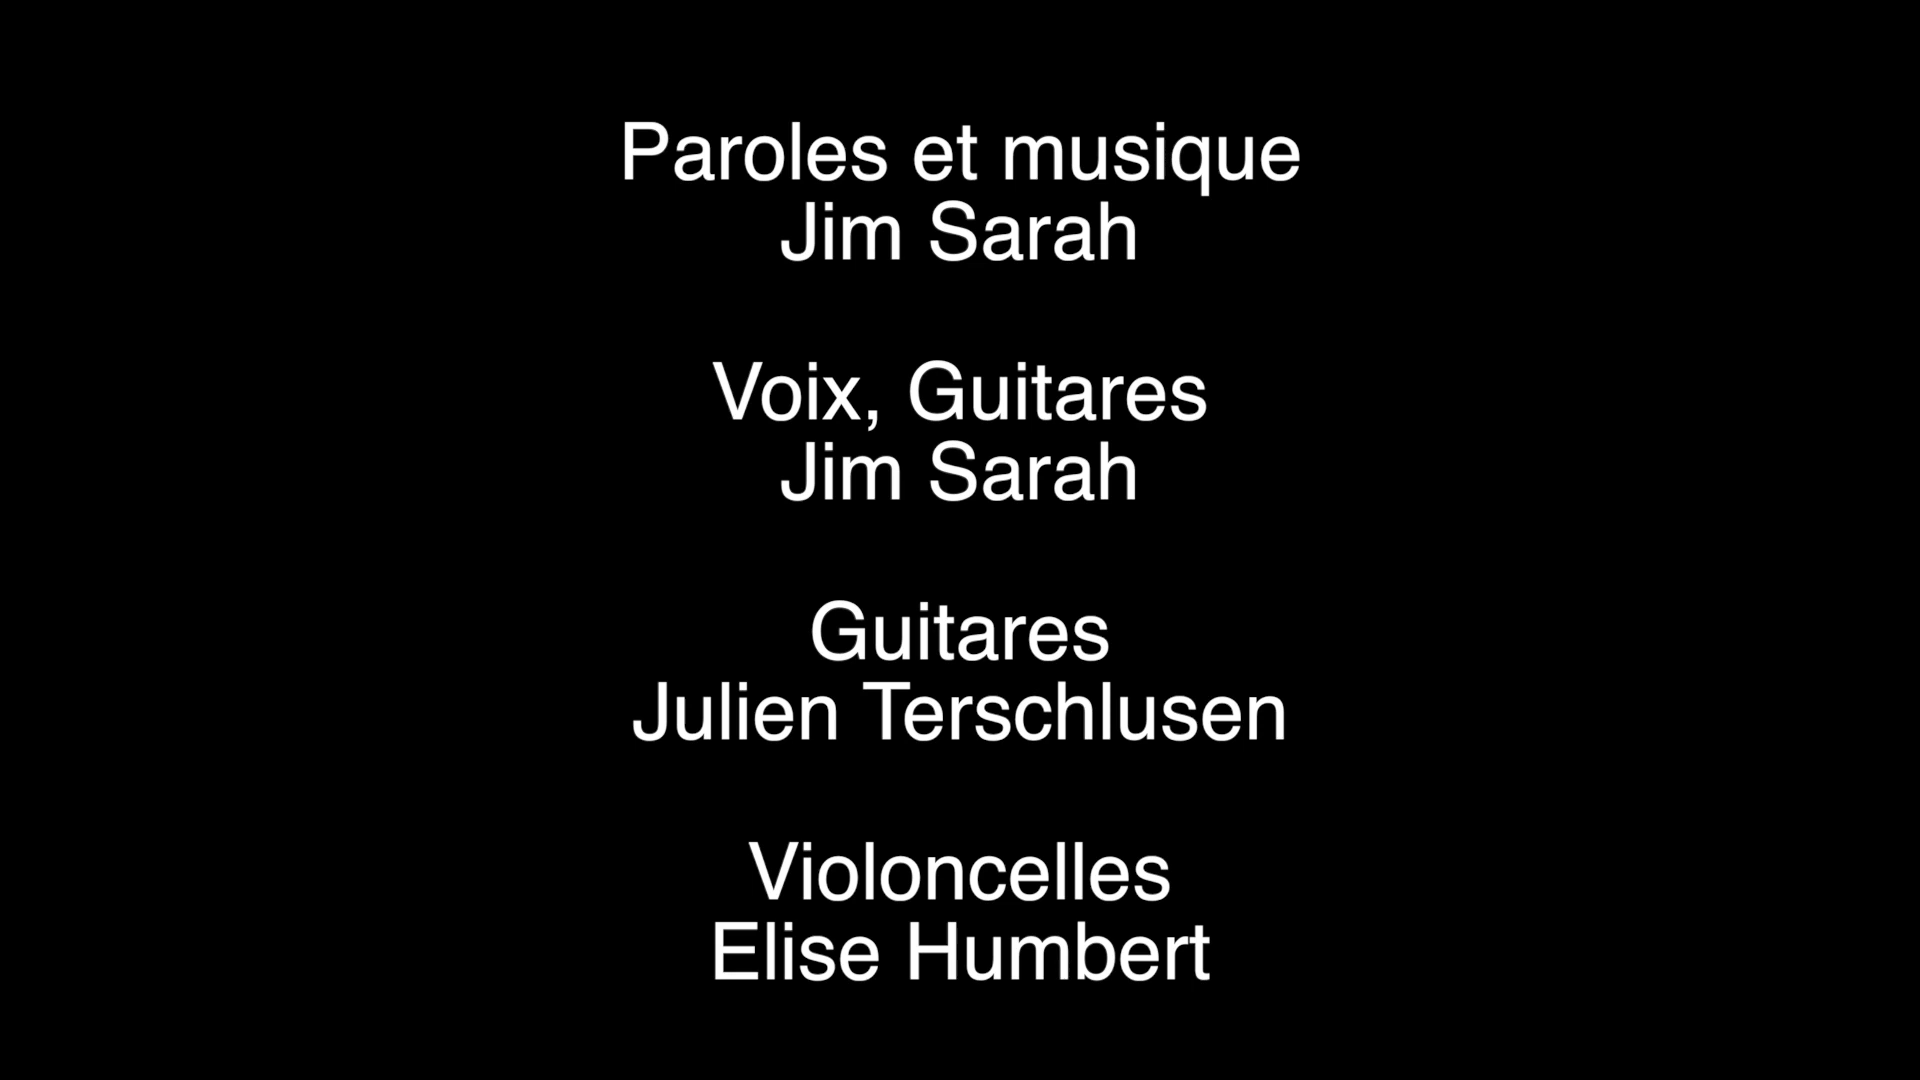 Paroles et musique
Jim Sarah
Voix, Guitares
Jim Sarah
Guitares
Julien Terschlusen
Violoncelles
Elise Humbert